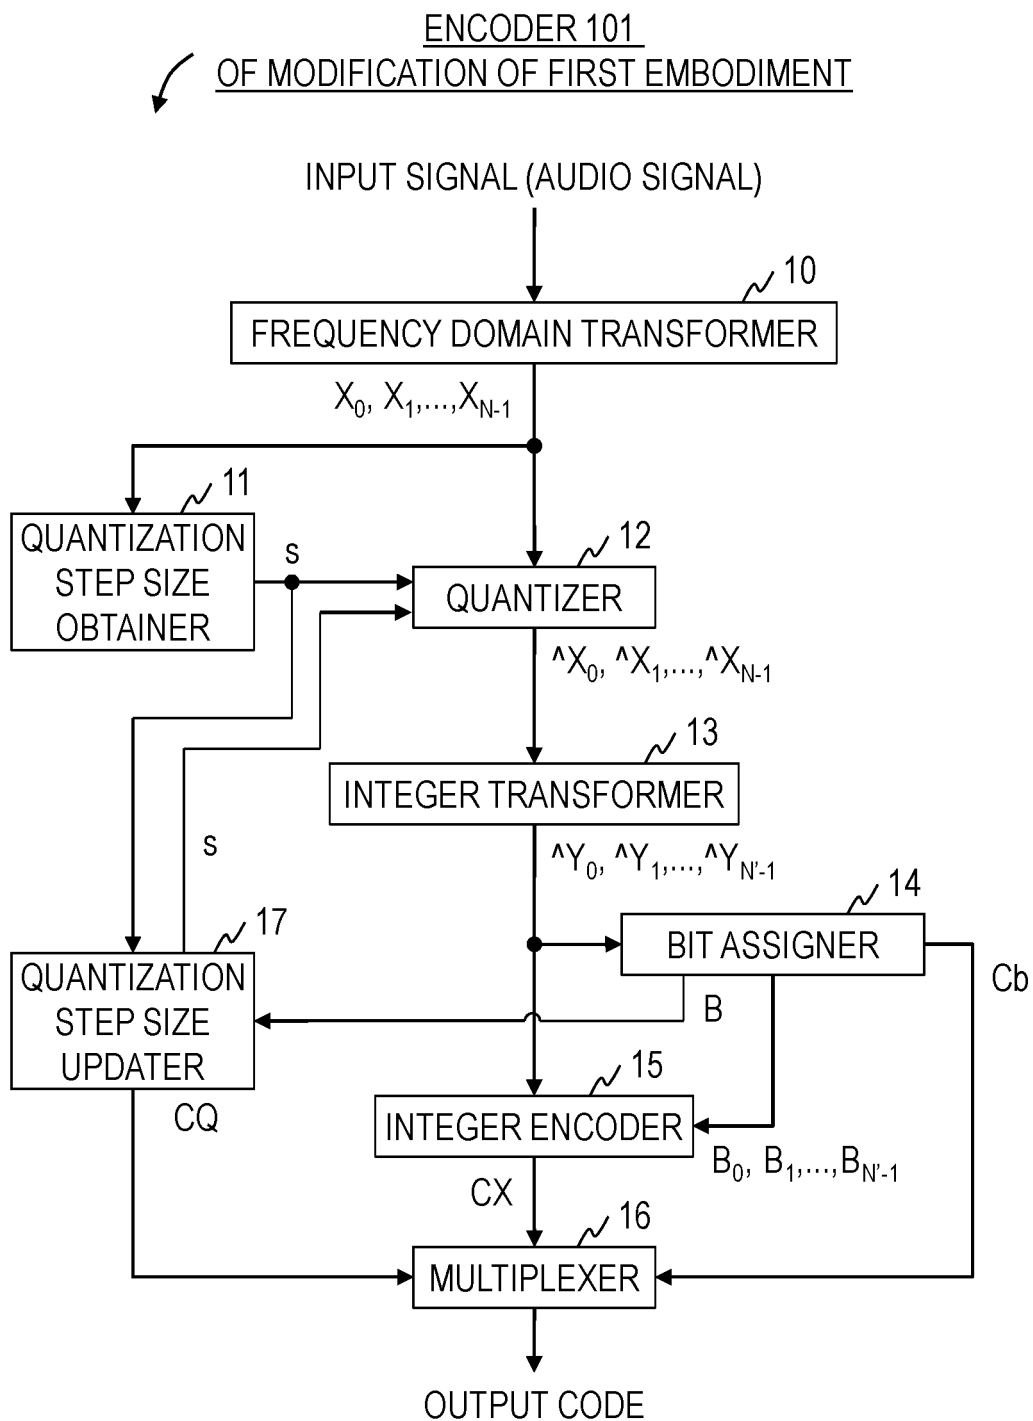 ENCODER 101
OF MODIFICATION OF FIRST EMBODIMENT
INPUT SIGNAL (AUDIO SIGNAL)
10
FREQUENCY DOMAIN TRANSFORMER
X0, X1,...,XN-1
11
QUANTIZATION
STEP SIZE
OBTAINER
s
12
QUANTIZER
^X0, ^X1,...,^XN-1
13
INTEGER TRANSFORMER
s
^Y0, ^Y1,...,^YN'-1
14
BIT ASSIGNER
17
QUANTIZATION
STEP SIZE
UPDATER
B
Cb
CQ
15
INTEGER ENCODER
B0, B1,...,BN'-1
CX
16
MULTIPLEXER
OUTPUT CODE